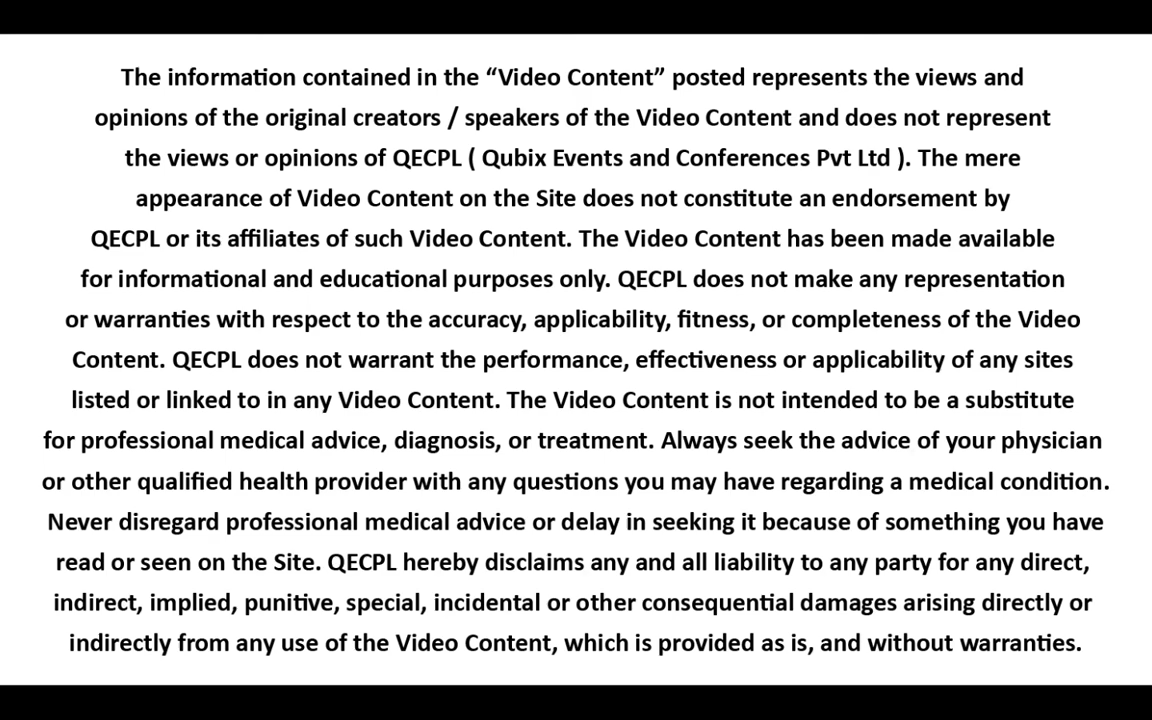 The information contained in the “Video Content” posted represents the views and
opinions of the original creators / speakers of the Video Content and does not represent
the views or opinions of QECPL ( Qubix Events and Conferences Pvt Ltd ). The mere
appearance of Video Content on the Site does not constitute an endorsement by
QECPL or its affiliates of such Video Content. The Video Content has been made available
for informational and educational purposes only. QECPL does not make any representation
or warranties with respect to the accuracy, applicability, fitness, or completeness of the Video
Content. QECPL does not warrant the performance, effectiveness or applicability of any sites
listed or linked to in any Video Content. The Video Content is not intended to be a substitute
for professional medical advice, diagnosis, or treatment. Always seek the advice of your physician
or other qualified health provider with any questions you may have regarding a medical condition.
Never disregard professional medical advice or delay in seeking it because of something you have
read or seen on the Site. QECPL hereby disclaims any and all liability to any party for any direct,
indirect, implied, punitive, special, incidental or other consequential damages arising directly or
indirectly from any use of the Video Content, which is provided as is, and without warranties.